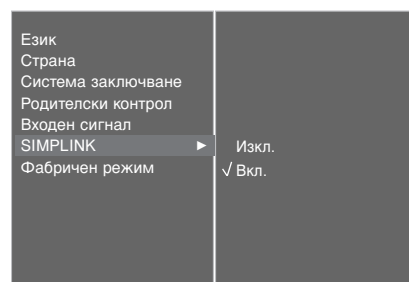 Език
Страна
Система заключване
Родителски контрол
Входен сигнал
SIMPLINK ►
Изкл.
Фабричен режим
√ Вкл.